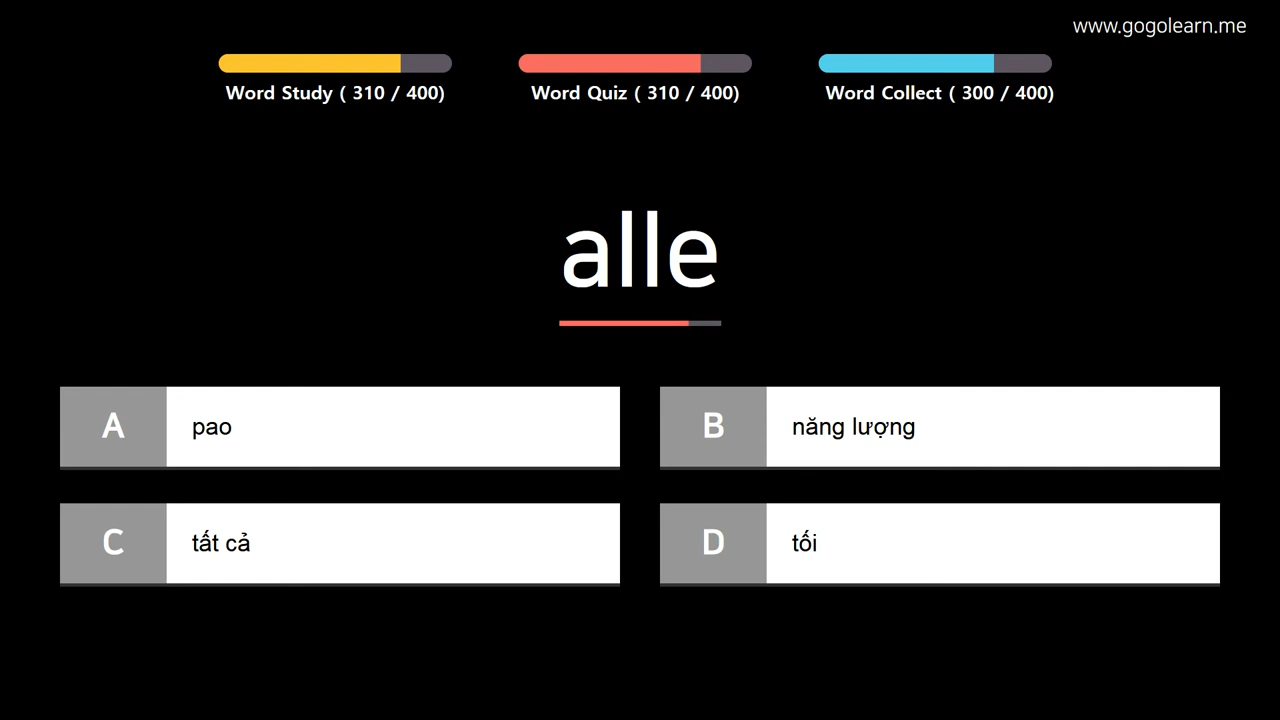 www.gogolearn.me
Word Study ( 310 / 400)
Word Quiz ( 310 / 400)
Word Collect ( 300 / 400)
alle
A
pao
B
năng lượng
C
tất cả
D
tối